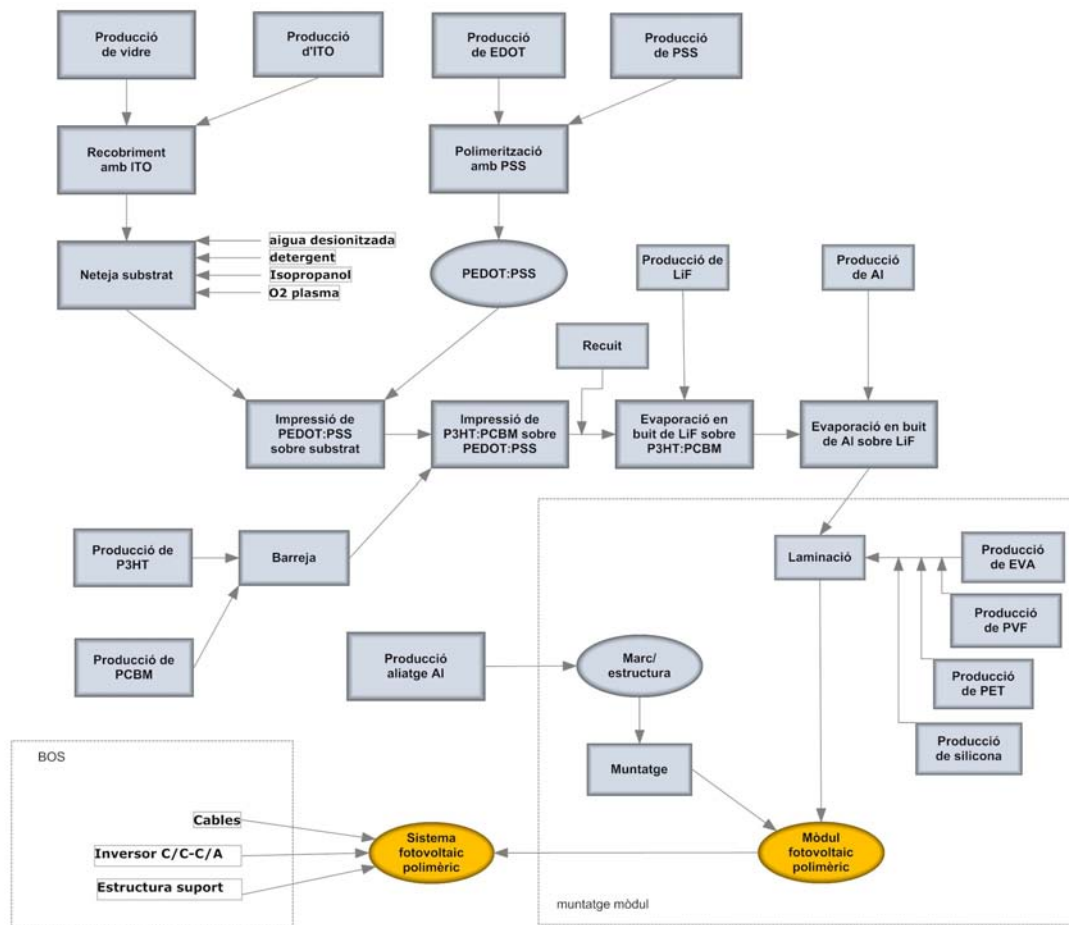 Producció
de vidre
Producció
d'ITO
Producció
de EDOT
Producció
de PSS
Recobriment
amb ITO
Polimerització
amb PSS
Neteja substrat
aigua desionitzada
detergent
Isopropanol
O2 plasma
PEDOT:PSS
Producció de
LiF
Producció
de Al
Recuit
Impressió de
PEDOT:PSS
sobre substrat
Impressió de
P3HT:PCBM sobre
PEDOT:PSS
Evaporació en
buit de LiF sobre
P3HT:PCBM
Evaporació en buit
de Al sobre LiF
Producció de
P3HT
Barreja
Laminació
Producció
de EVA
Producció
de PVF
Producció de
PCBM
Producció
aliatge Al
Marc/
estructura
Producció
de PET
Producció
de silicona
BOS
Muntatge
Cables
Inversor C/C-C/A
Estructura suport
Sistema
fotovoltaic
polimèric
Mòdul
fotovoltaic
polimèric
muntatge mòdul